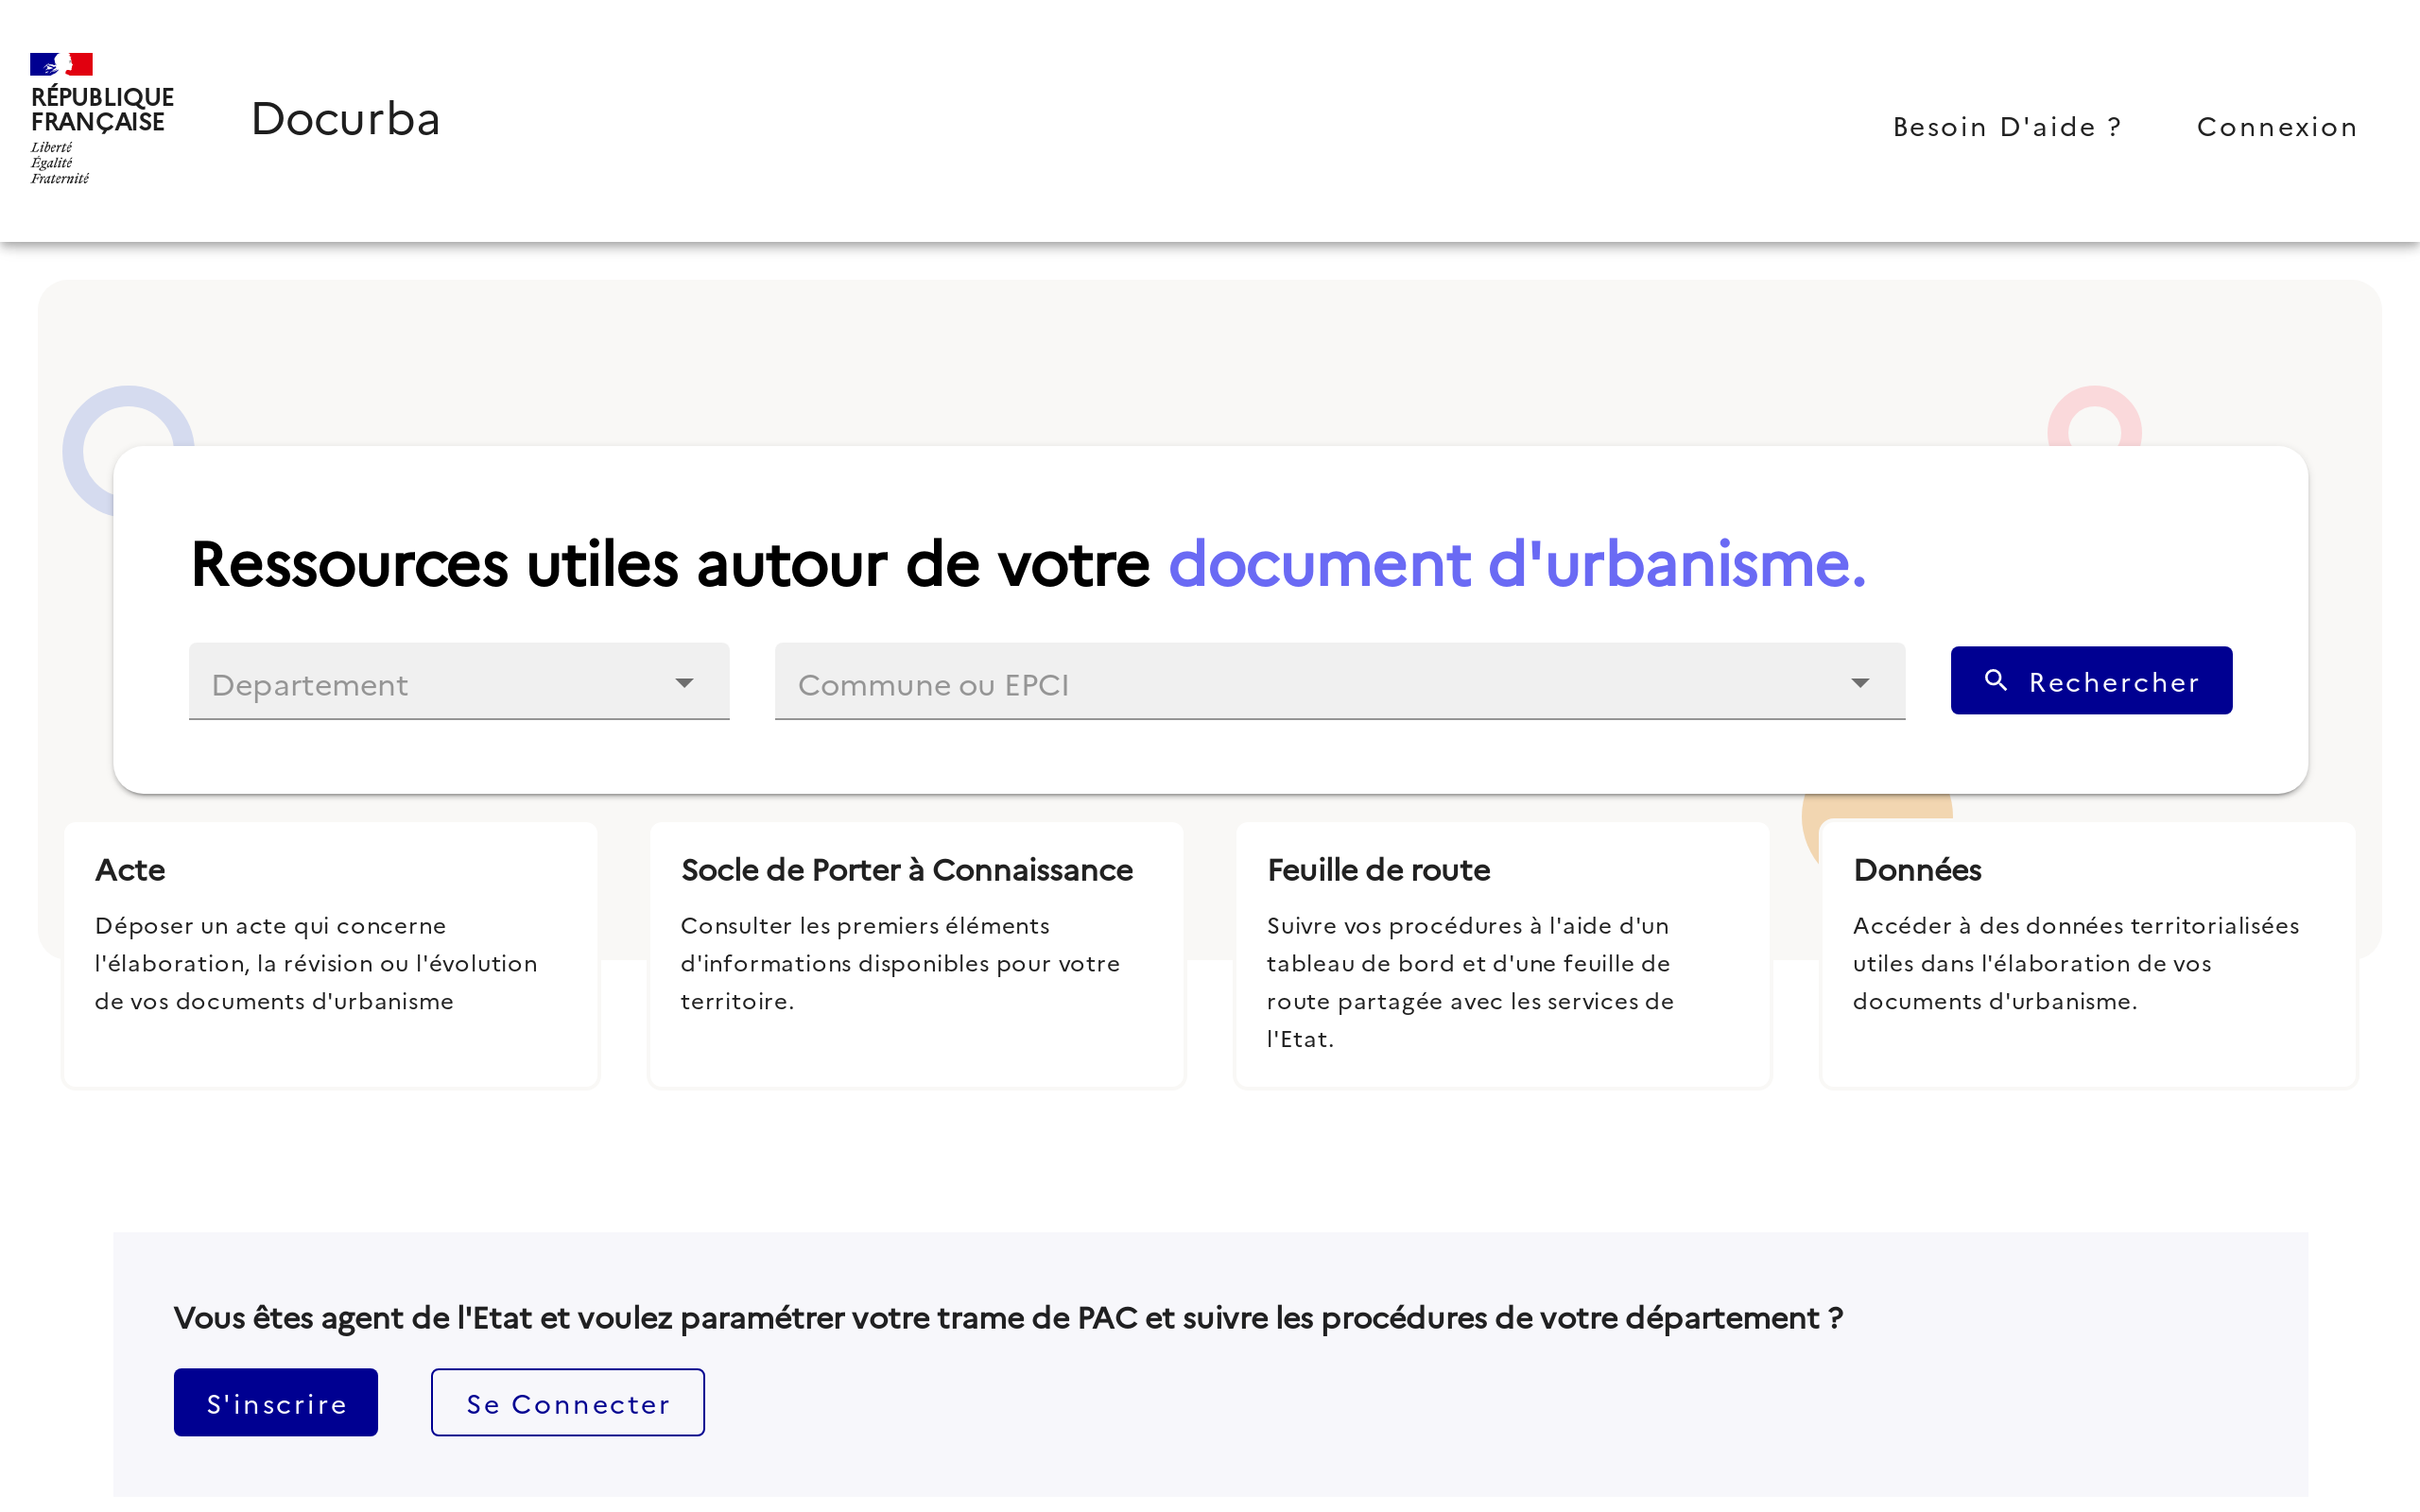 RÉPUBLIQUE
FRANÇAISE
Liberté
Égalité
Fraternité
Docurba
Besoin D'aide ?
Connexion
Ressources utiles autour de votre document d'urbanisme.
Departement
Commune ou EPCI
Rechercher
Acte
Déposer un acte qui concerne
l'élaboration, la révision ou l'évolution
de vos documents d'urbanisme
Socle de Porter à Connaissance
Consulter les premiers éléments
d'informations disponibles pour votre
territoire.
Feuille de route
Suivre vos procédures à l'aide d'un
tableau de bord et d'une feuille de
route partagée avec les services de
l'Etat.
Données
Accéder à des données territorialisées
utiles dans l'élaboration de vos
documents d'urbanisme.
Vous êtes agent de l'Etat et voulez paramétrer votre trame de PAC et suivre les procédures de votre département ?
S'inscrire
Se Connecter